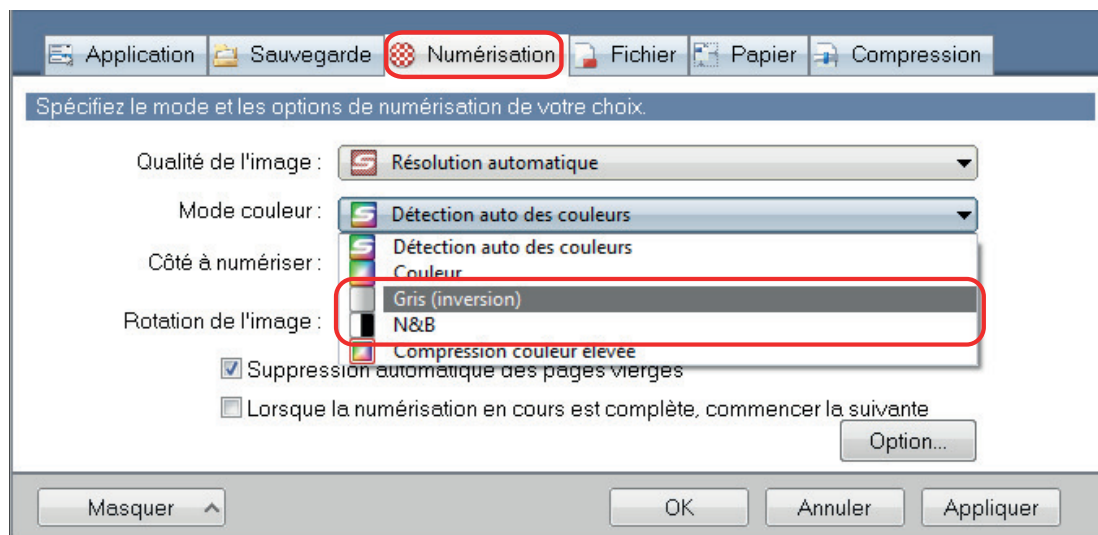 Application Sauvegarde Numérisation Fichier Papier Compression
Spécifiez le mode et les options de numérisation de votre choix.
Qualité de l'image : Résolution automatique
Mode couleur : Détection auto des couleurs
Détection auto des couleurs
Côté à numériser :
Couleur
Gris (inversion)
Rotation de l'image : N&B
Compression couleur élevée
Suppression automatique des pages vierges
Lorsque la numérisation en cours est complète, commencer la suivante
Option...
Masquer OK Annuler Appliquer